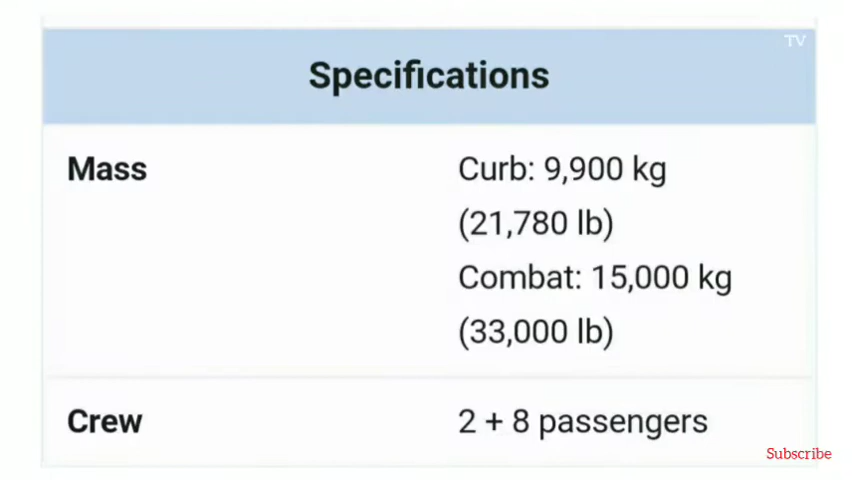 TV
Specifications
Mass
Curb: 9,900 kg
(21,780 lb)
Combat: 15,000 kg
(33,000 lb)
Crew
2 + 8 passengers
Subscribe